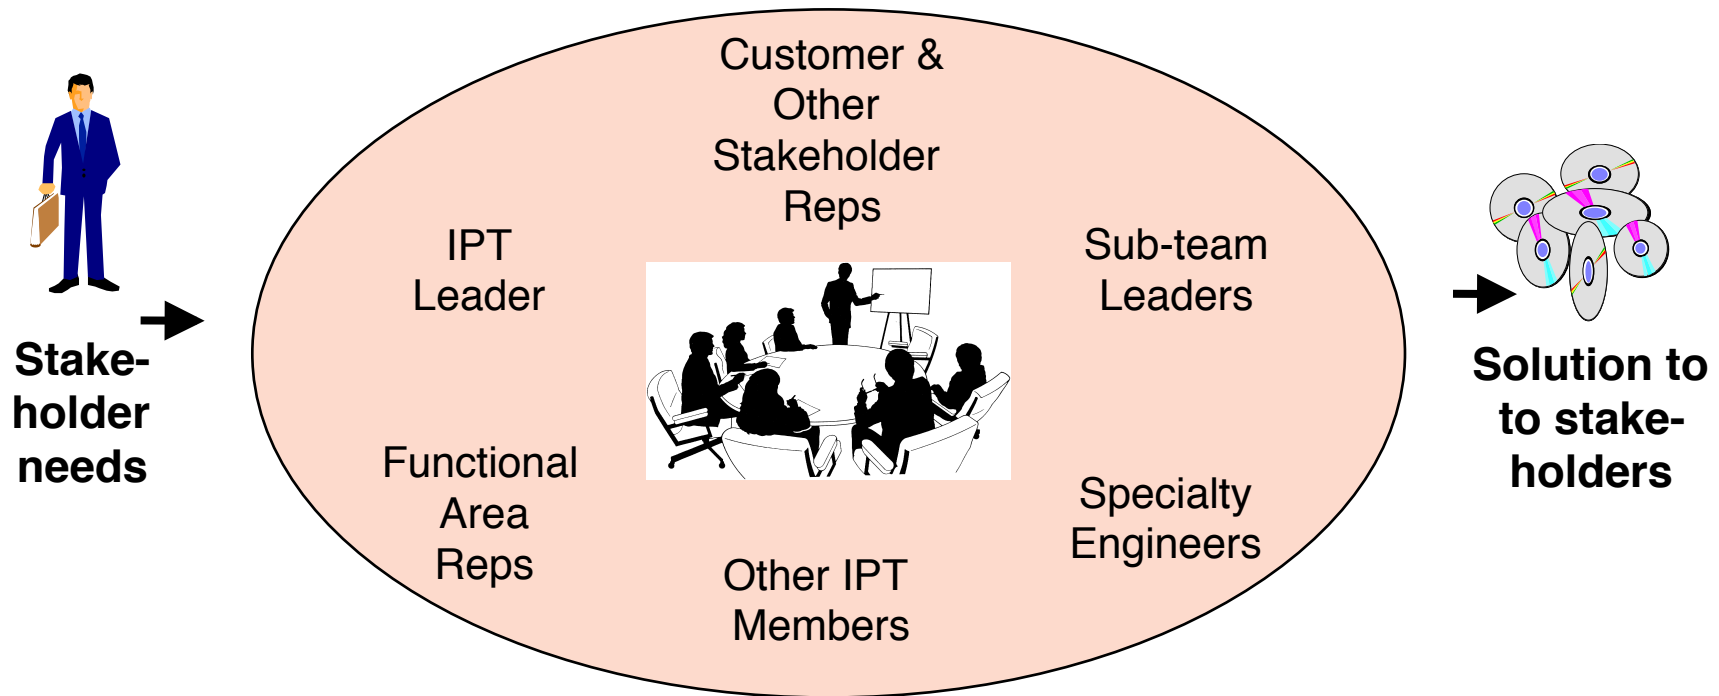 Customer &
Other
Stakeholder
Reps
IPT
Leader
Sub-team
Leaders
Stake-
holder
needs
Solution to
to stake-
holders
Functional
Area
Reps
Specialty
Engineers
Other IPT
Members